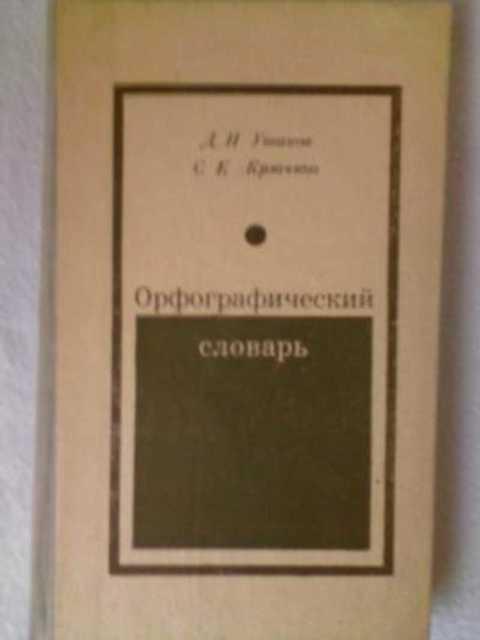 Д. Н. Ушаков
С. Е. Крючков
Орфографический
словарь